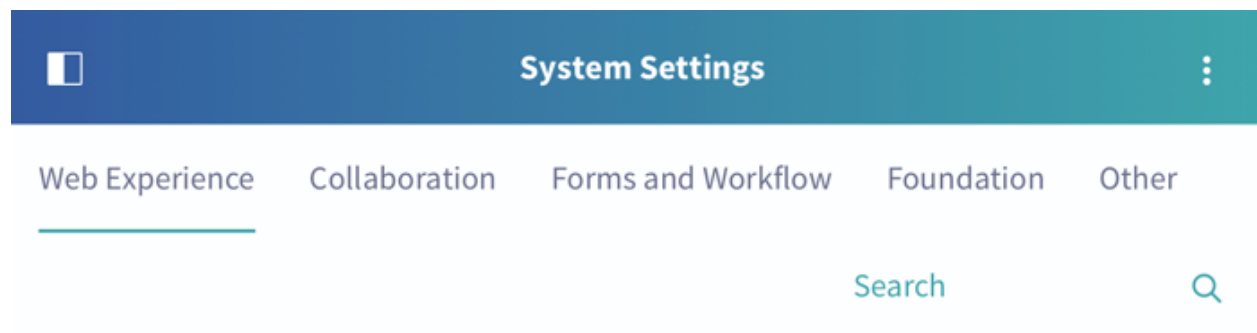 System Settings
Web Experience Collaboration Forms and Workflow Foundation Other
Search